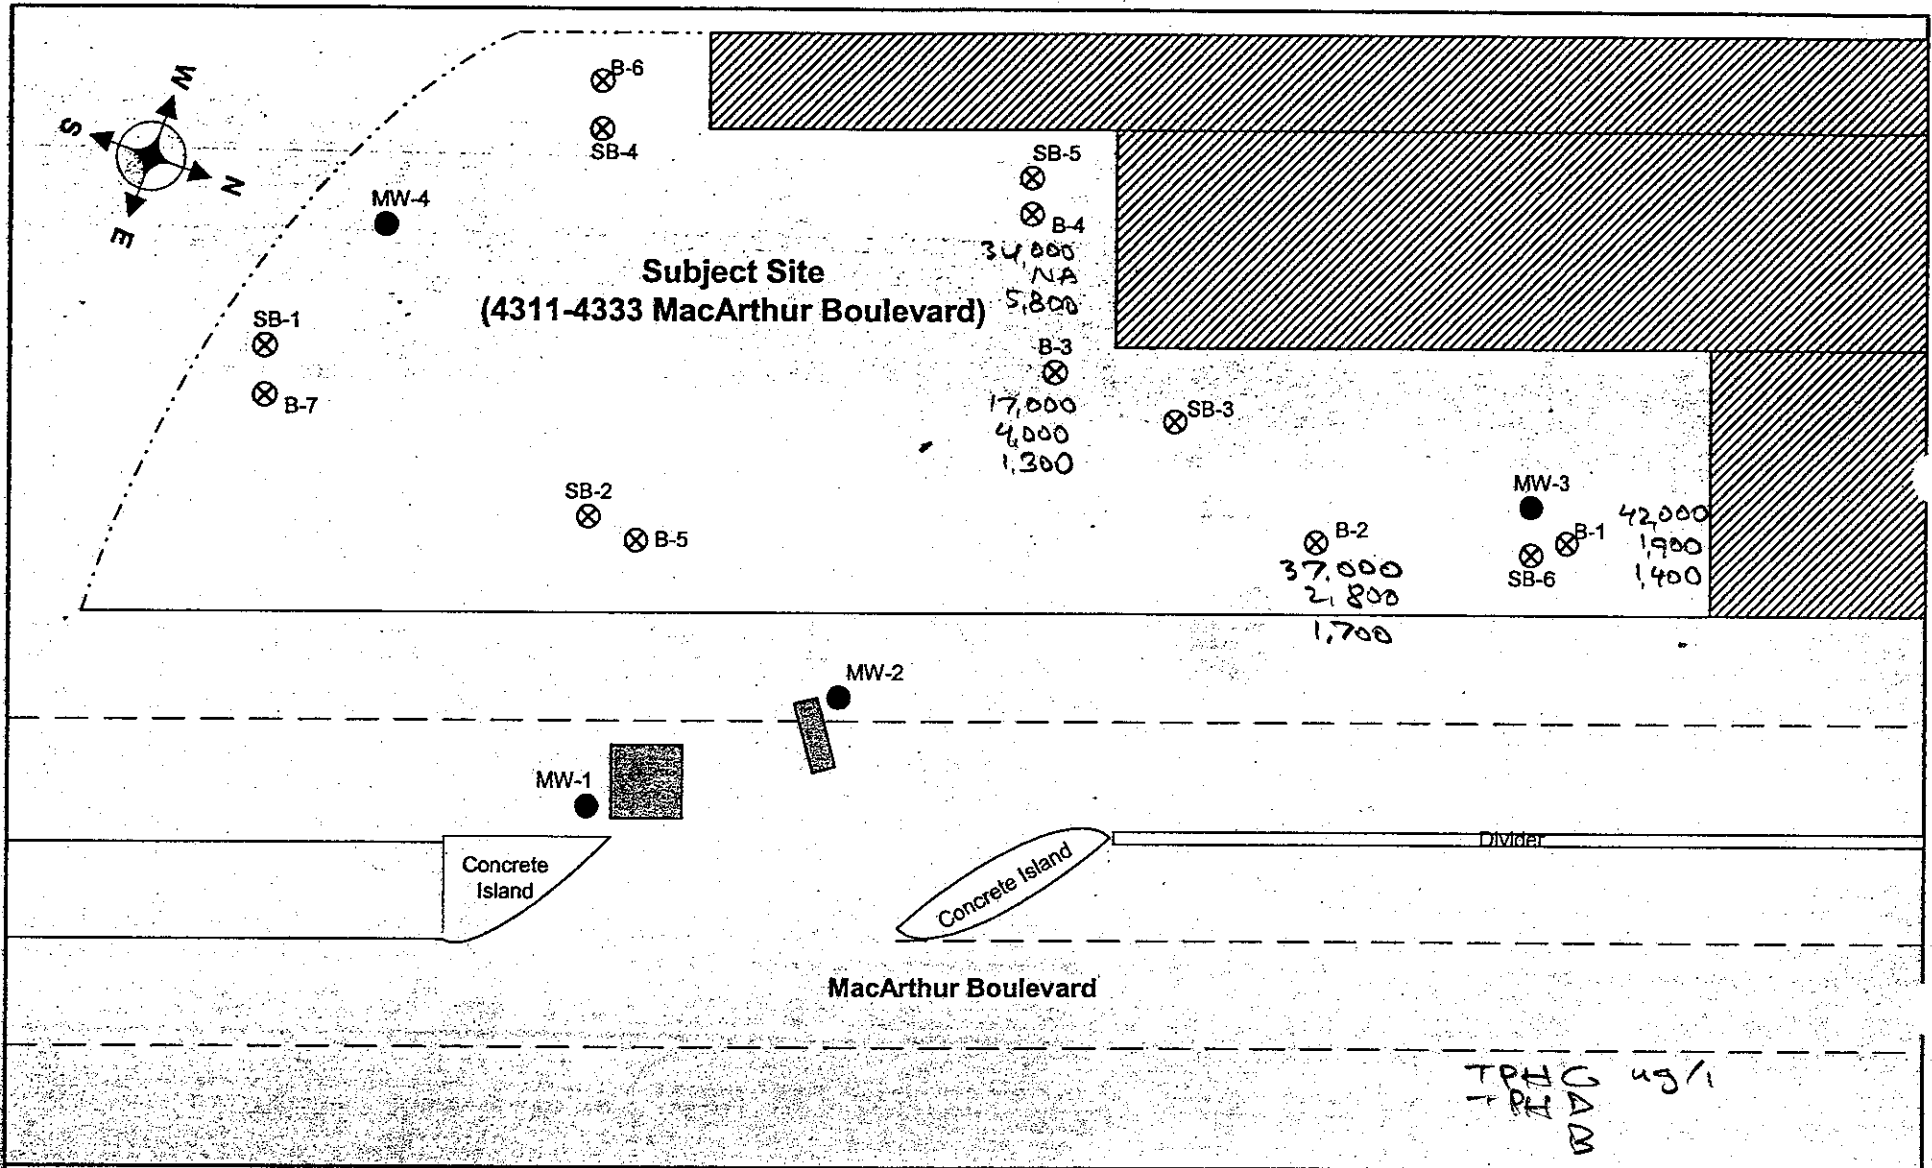 B-6
W
S
N
E
SB-4
SB-5
B-4
MW-4
34,000
NA
5,800
Subject Site
(4311-4333 MacArthur Boulevard)
SB-1
B-7
B-3
17,000
4,000
1,300
SB-3
SB-2
B-5
MW-3
B-1
SB-6
42,000
1,900
1,400
B-2
37,000
2,800
1,700
MW-2
MW-1
Concrete
Island
Concrete Island
Divider
MacArthur Boulevard
TPH G ug/l
TPH D
B